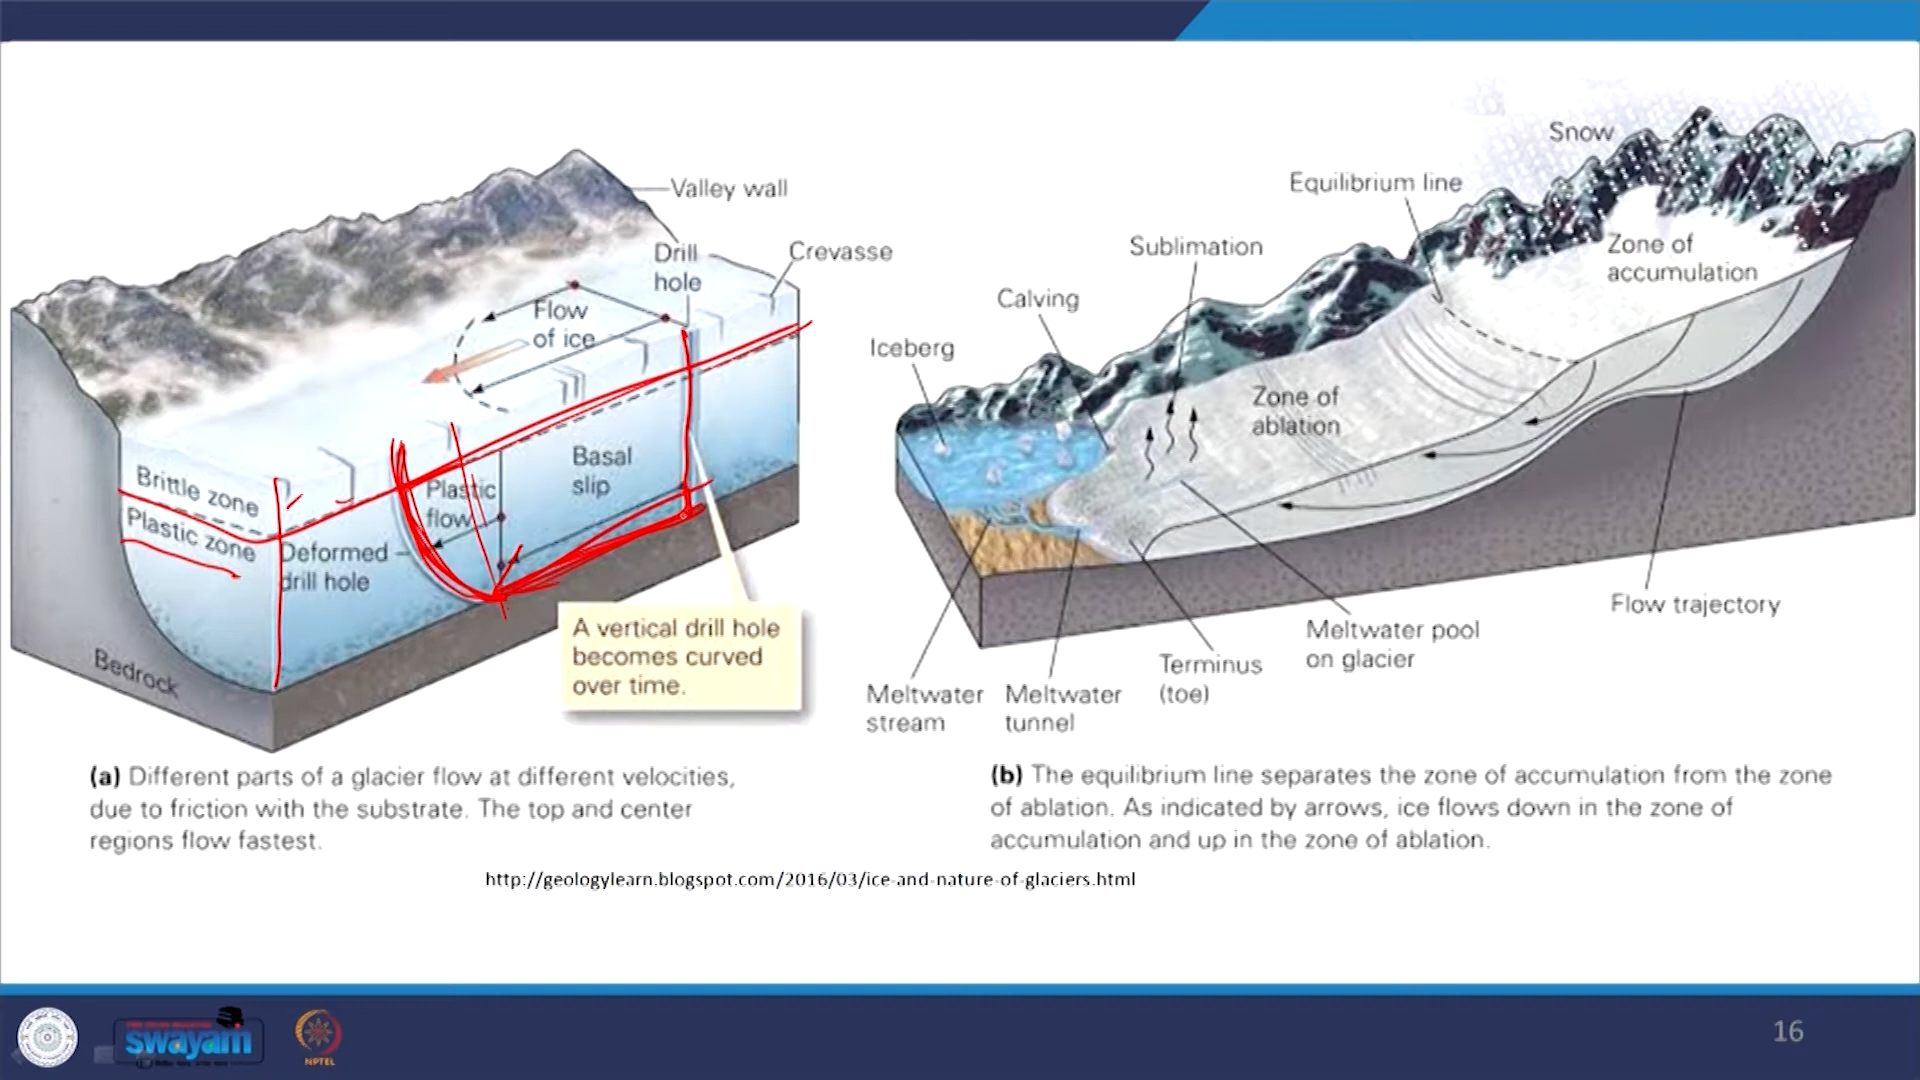 Valley wall
Drill
hole
Crevasse
Flow
of ice
Brittle zone
Plastic zone
Plastic
flow
Basal
slip
Deformed
drill hole
Bedrock
A vertical drill hole
becomes curved
over time.
(a) Different parts of a glacier flow at different velocities,
due to friction with the substrate. The top and center
regions flow fastest.
Snow
Equilibrium line
Sublimation
Zone of
accumulation
Calving
Iceberg
Zone of
ablation
Flow trajectory
Meltwater pool
on glacier
Terminus
(toe)
Meltwater
stream
Meltwater
tunnel
(b) The equilibrium line separates the zone of accumulation from the zone
of ablation. As indicated by arrows, ice flows down in the zone of
accumulation and up in the zone of ablation.
http://geologylearn.blogspot.com/2016/03/ice-and-nature-of-glaciers.html
swayam
NPTEL
16